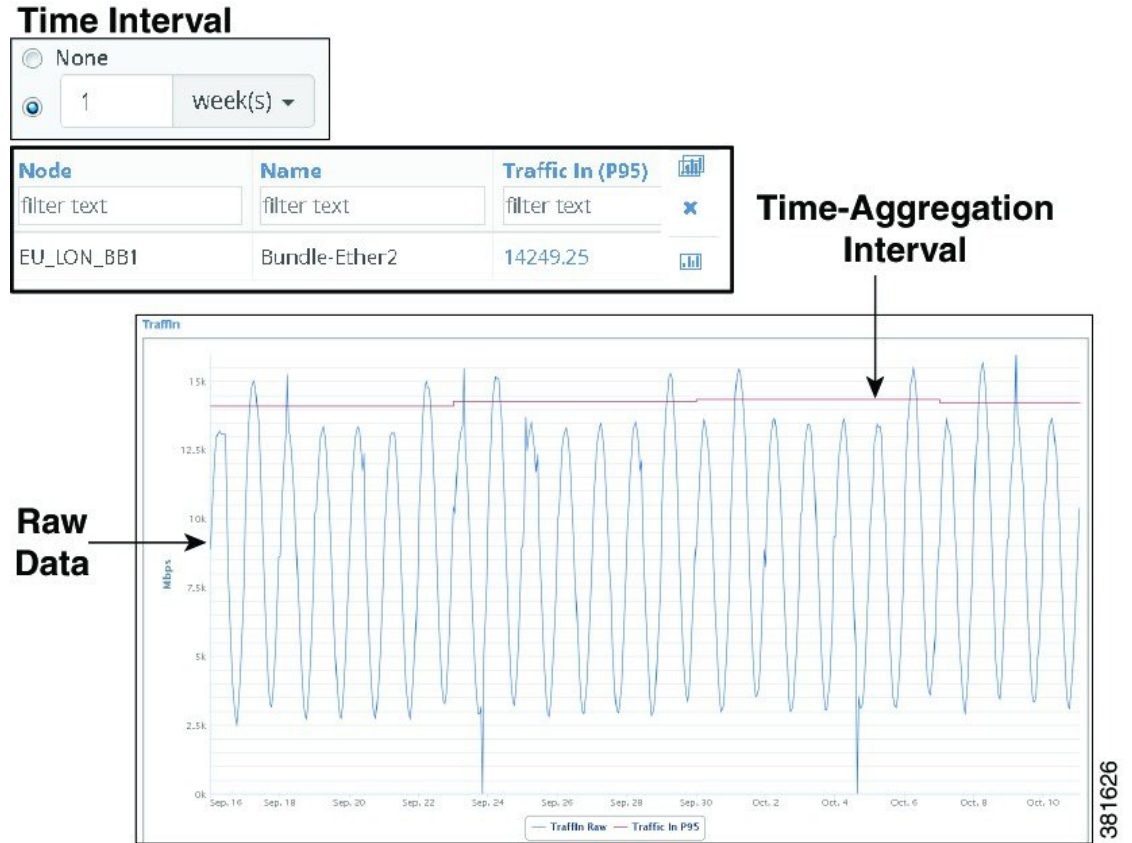 Time Interval
None
1 week(s)
Node Name Traffic In (P95)
filter text filter text filter text
EU_LON_BB1 Bundle-Ether2 14249.25
Time-Aggregation
Interval
TraffIn
15k
12.5k
Raw
Data
10k
Mbps
7.5k
5k
2.5k
0k
Sep. 16 Sep. 18 Sep. 20 Sep. 22 Sep. 24 Sep. 26 Sep. 28 Sep. 30 Oct. 2 Oct. 4 Oct. 6 Oct. 8 Oct. 10
TraffIn Raw Traffic In P95
381626